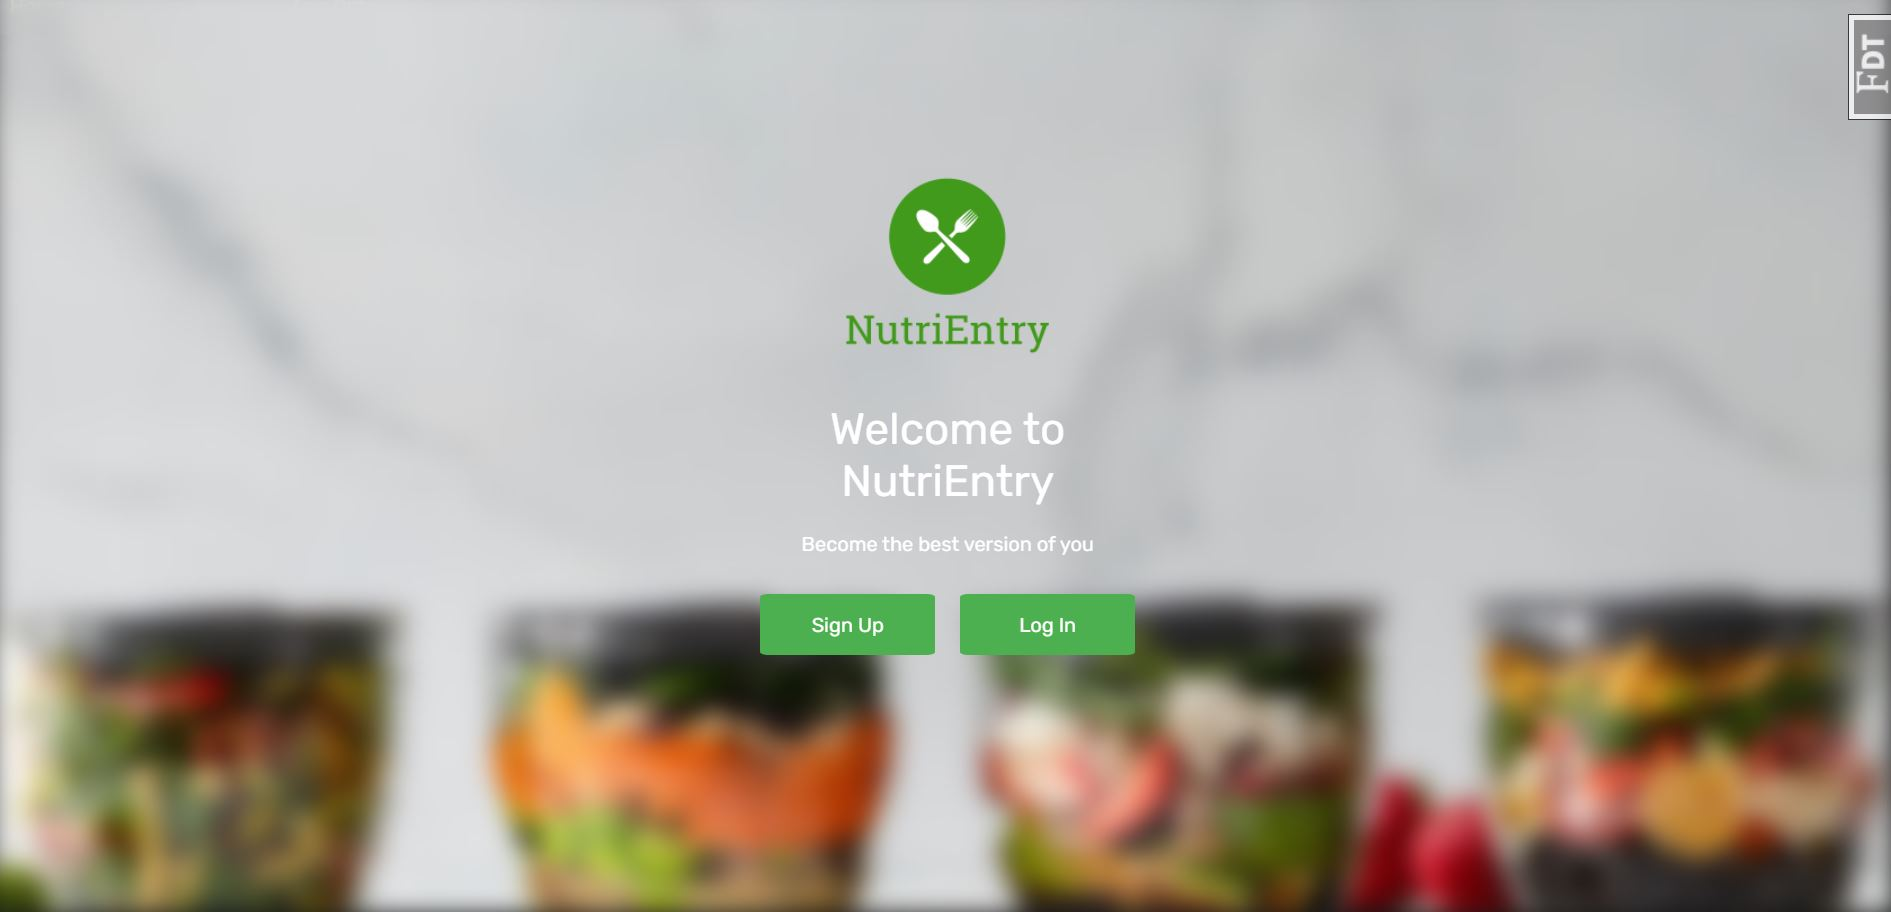 FDT
NutriEntry
Welcome to
NutriEntry
Become the best version of you
Sign Up
Log In